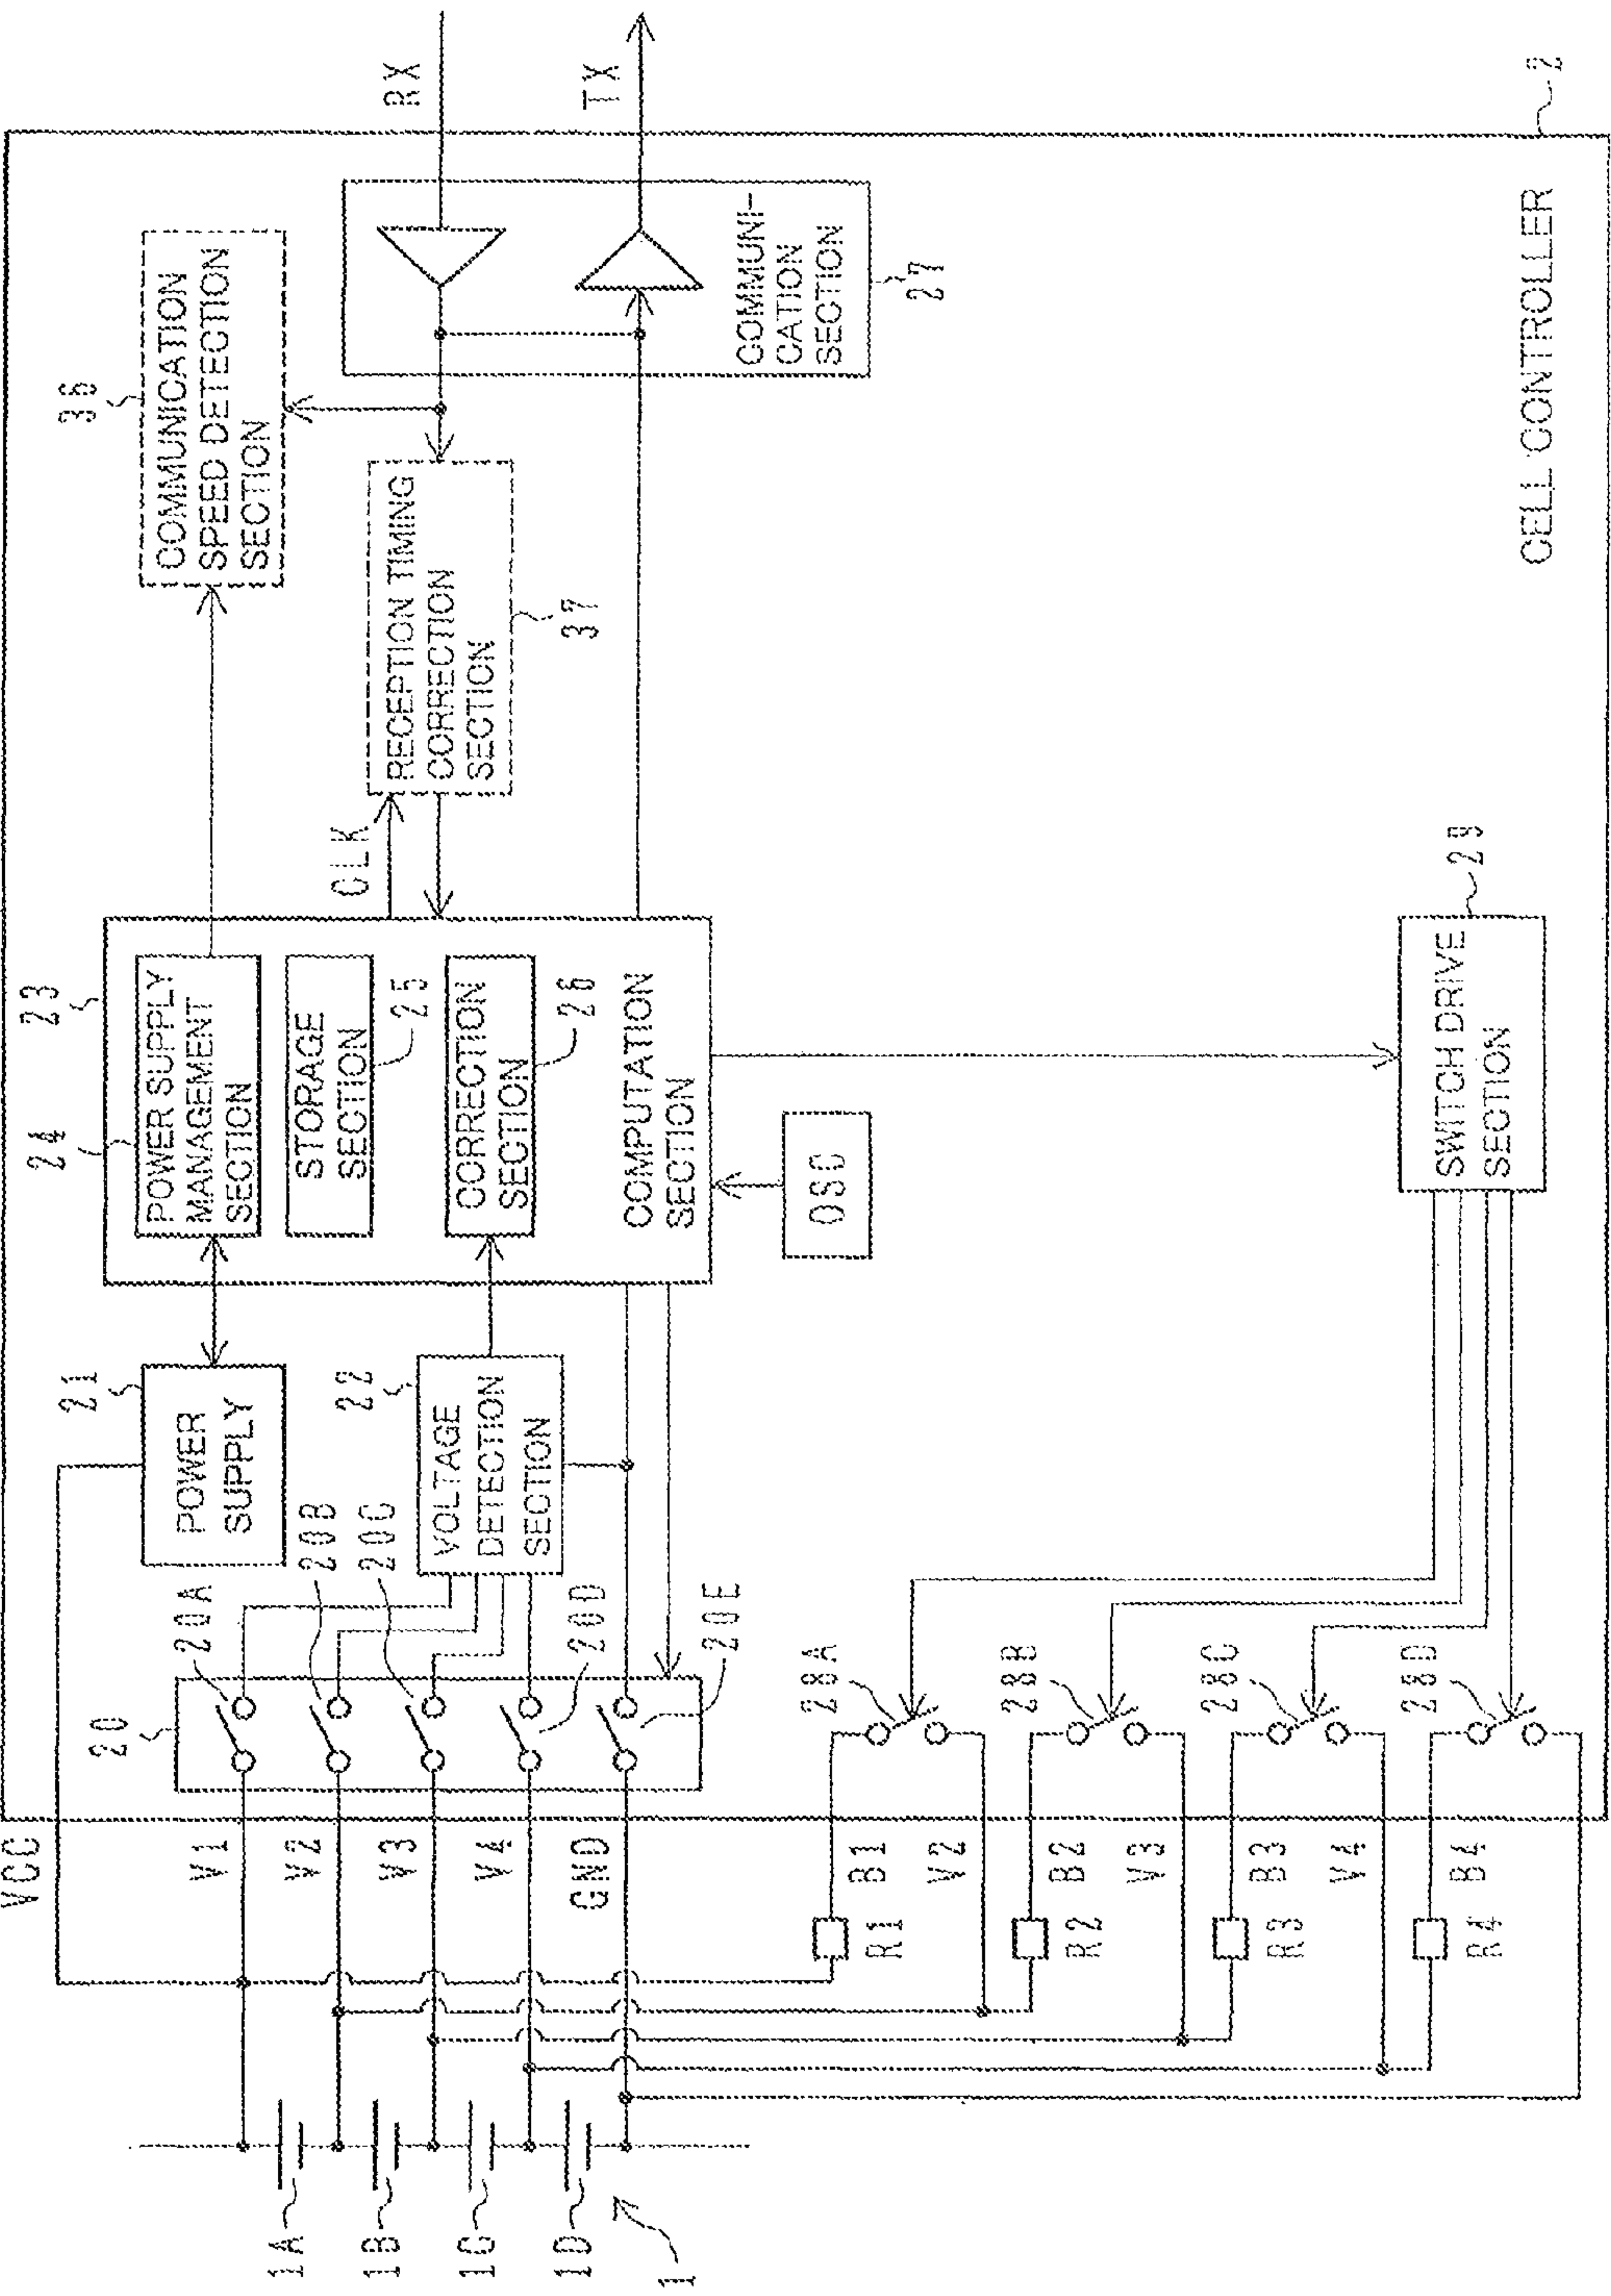 VCC
20
20A
20B
20C
20D
20E
21
POWER
SUPPLY
22
VOLTAGE
DETECTION
SECTION
23
24
POWER SUPPLY
MANAGEMENT
SECTION
STORAGE
SECTION
25
CORRECTION
SECTION
26
COMPUTATION
SECTION
OSC
CLK
36
COMMUNICATION
SPEED DETECTION
SECTION
RECEPTION TIMING
CORRECTION
SECTION
37
RX
TX
COMMUNI-
CATION
SECTION
27
2
V1
V2
V3
V4
GND
1A
1B
1C
1D
1
28A
28B
28C
28D
B1
V2
B2
V3
B3
V4
B4
R1
R2
R3
R4
SWITCH DRIVE
SECTION
29
CELL CONTROLLER